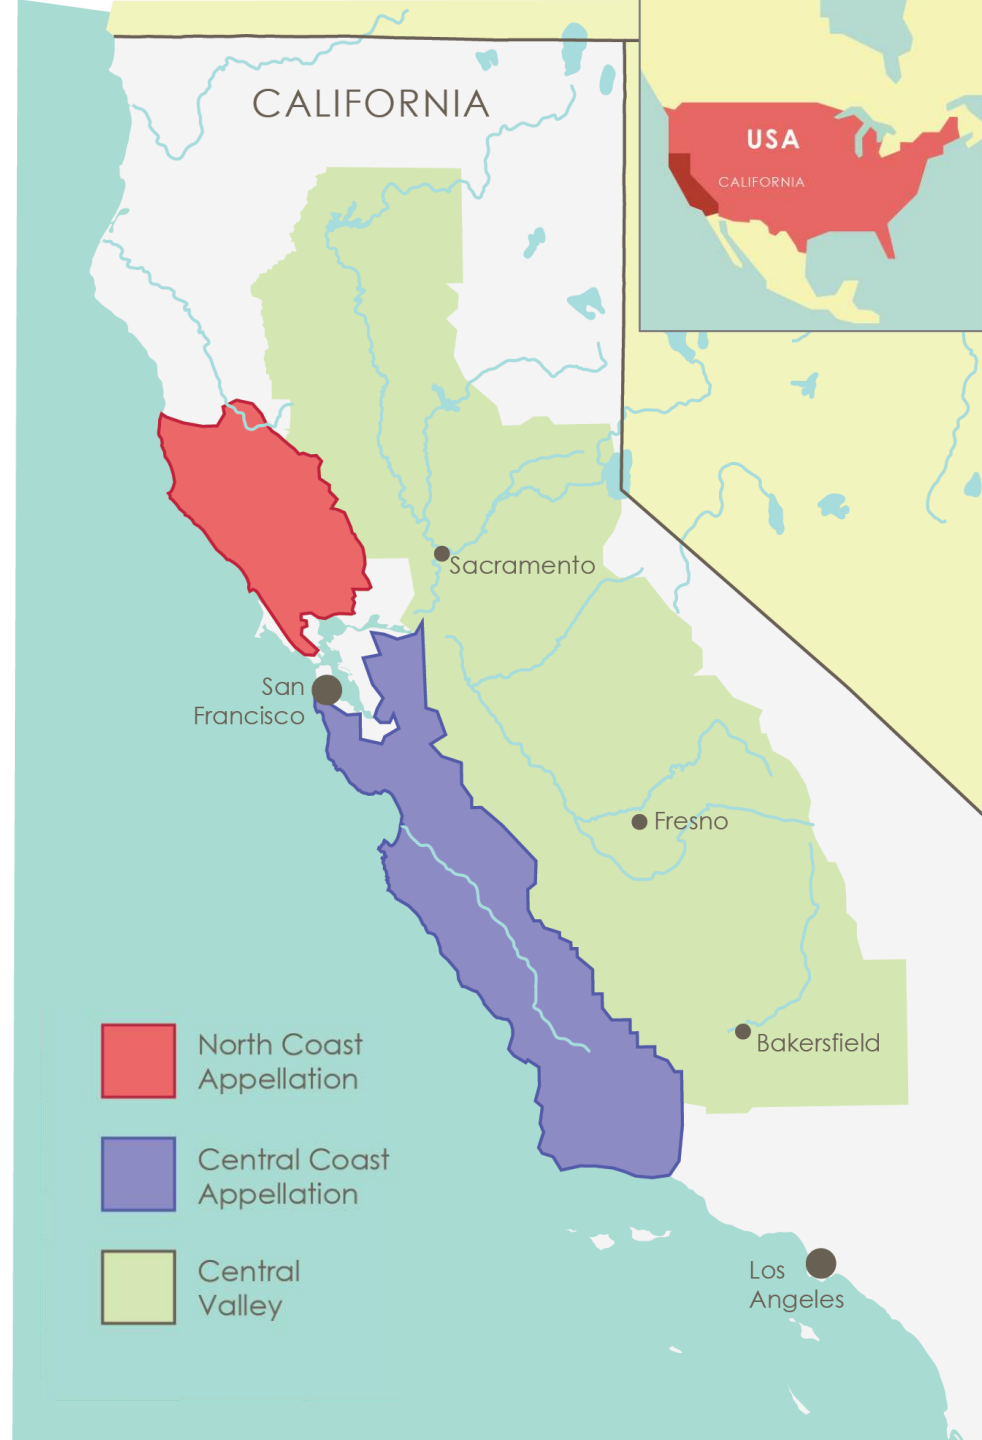 CALIFORNIA
USA
CALIFORNIA
Sacramento
San
Francisco
Fresno
Bakersfield
North Coast
Appellation
Central Coast
Appellation
Central
Valley
Los
Angeles